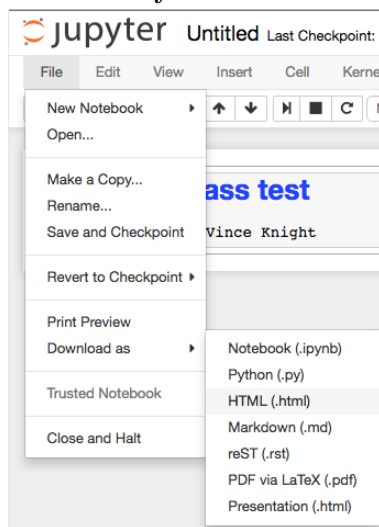 jupyter Untitled Last Checkpoint:
File Edit View Insert Cell Kerne
New Notebook
Open...
Make a Copy...
Rename...
Save and Checkpoint
ass test
Vince Knight
Revert to Checkpoint
Print Preview
Download as
Trusted Notebook
Close and Halt
Notebook (.ipynb)
Python (.py)
HTML (.html)
Markdown (.md)
reST (.rst)
PDF via LaTeX (.pdf)
Presentation (.html)